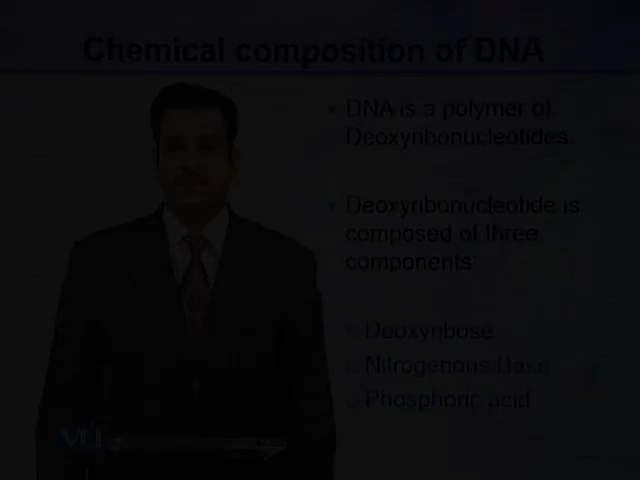 Chemical composition of DNA
• DNA is a polymer of
Deoxyribonucleotides.
• Deoxyribonucleotide is
composed of three
components:
○ Deoxyribose
○ Nitrogenous Base
○ Phosphoric acid
VU